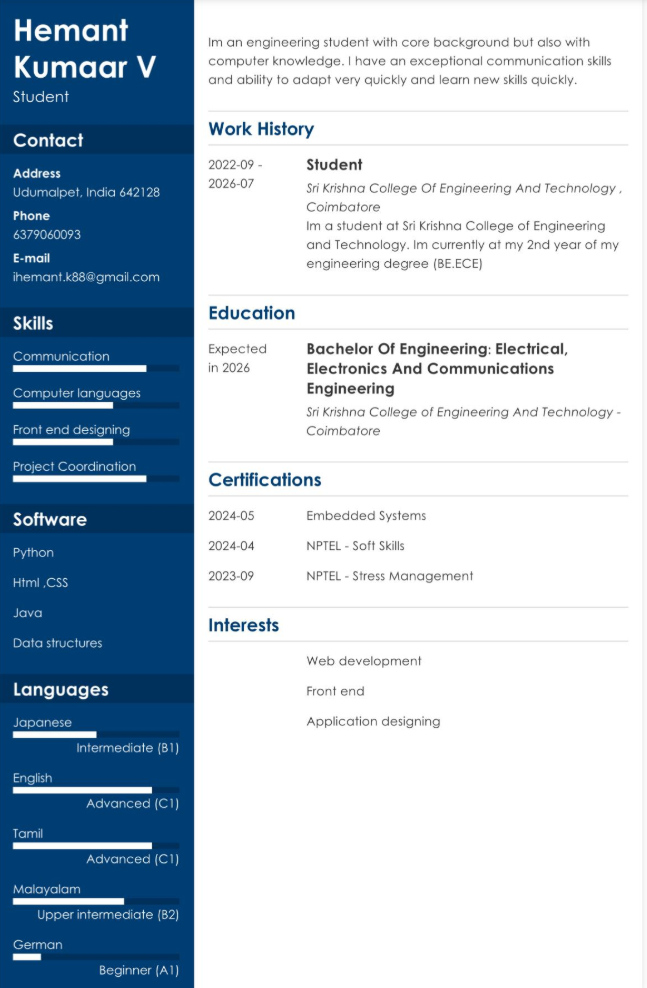 Hemant
Kumaar V
Student
Contact
Address
Udumalpet, India 642128
Phone
6379060093
E-mail
ihemant.k88@gmail.com
Skills
Communication
Computer languages
Front end designing
Project Coordination
Software
Python
Html ,CSS
Java
Data structures
Languages
Japanese
Intermediate (B1)
English
Advanced (C1)
Tamil
Advanced (C1)
Malayalam
Upper intermediate (B2)
German
Beginner (A1)
Im an engineering student with core background but also with
computer knowledge. I have an exceptional communication skills
and ability to adapt very quickly and learn new skills quickly.
Work History
2022-09 -
2026-07
Student
Sri Krishna College Of Engineering And Technology ,
Coimbatore
Im a student at Sri Krishna College of Engineering
and Technology. Im currently at my 2nd year of my
engineering degree (BE.ECE)
Education
Expected
in 2026
Bachelor Of Engineering: Electrical,
Electronics And Communications
Engineering
Sri Krishna College of Engineering And Technology -
Coimbatore
Certifications
2024-05 Embedded Systems
2024-04 NPTEL - Soft Skills
2023-09 NPTEL - Stress Management
Interests
Web development
Front end
Application designing